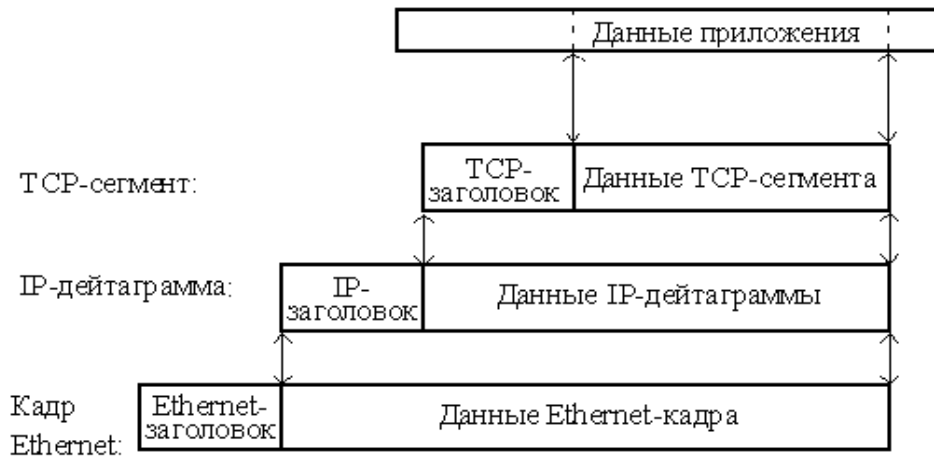 Данные приложения
TCP-сегмент:
TCP-
заголовок
Данные TCP-сегмента
IP-дейтаграмма:
IP-
заголовок
Данные IP-дейтаграммы
Кадр
Ethernet:
Ethernet-
заголовок
Данные Ethernet-кадра